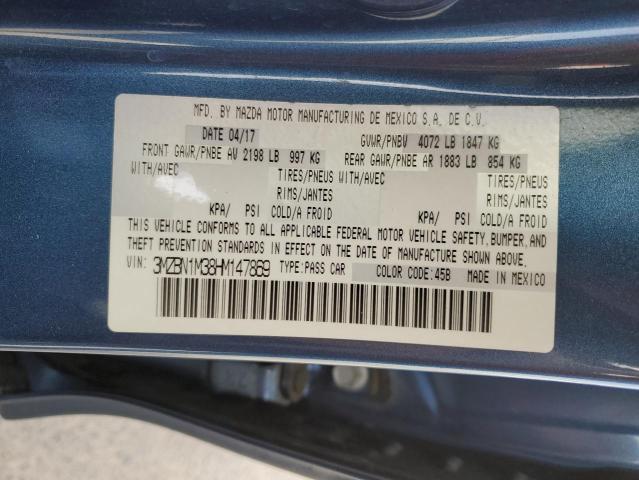 MFD. BY MAZDA MOTOR MANUFACTURING DE MEXICO S.A. DE C.V.
DATE 04/17 GVWR/PNBV 4072 LB 1847 KG
FRONT GAWR/PNBE AV 2198 LB 997 KG REAR GAWR/PNBE AR 1883 LB 854 KG
WITH/AVEC TIRES/PNEUS WITH/AVEC TIRES/PNEUS
RIMS/JANTES RIMS/JANTES
KPA/ PSI COLD/A FROID KPA/ PSI COLD/A FROID
THIS VEHICLE CONFORMS TO ALL APPLICABLE FEDERAL MOTOR VEHICLE SAFETY, BUMPER, AND
THEFT PREVENTION STANDARDS IN EFFECT ON THE DATE OF MANUFACTURE SHOWN ABOVE.
VIN: 3MZBN1M38HM147869 TYPE:PASS CAR COLOR CODE:45B MADE IN MEXICO